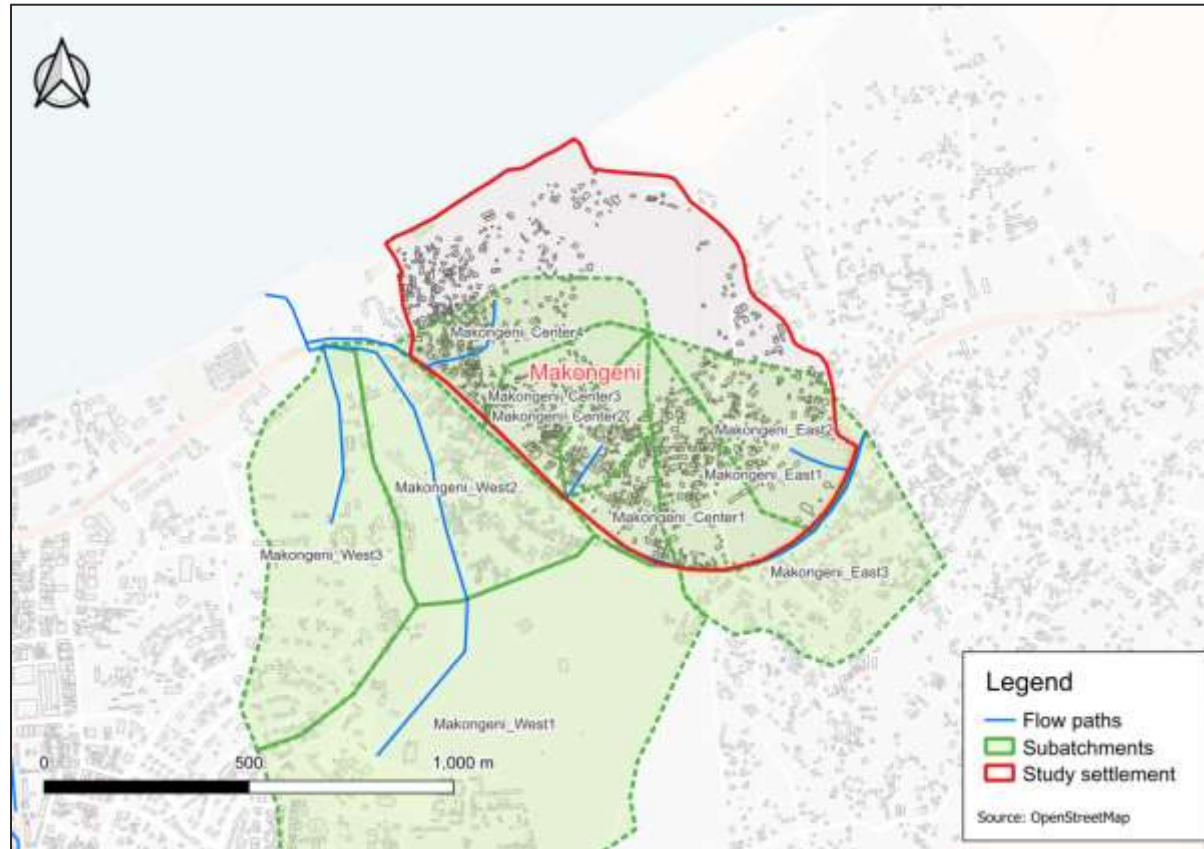 Makongeni_Center4
Makongeni
Makongeni_Center3
Makongeni_Center2
Makongeni_East2
Makongeni_East1
Makongeni_West2
Makongeni_Center1
Makongeni_West3
Makongeni_East3
Makongeni_West1
0 500 1,000 m
Legend
Flow paths
Subatchments
Study settlement
Source: OpenStreetMap